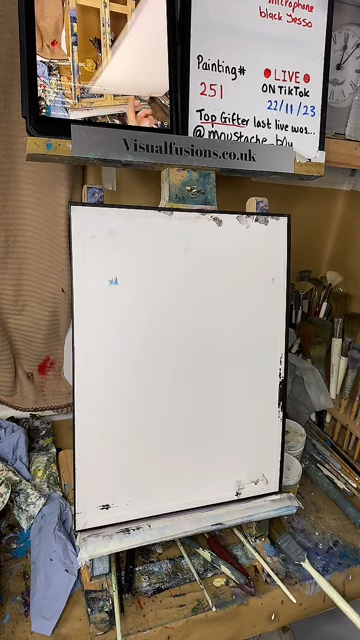 microphone
black Gesso
Painting#
251
LIVE
ON TIKTOK
22/11/23
Top Gifter last live was...
@moustache_
Visualfusions.co.uk